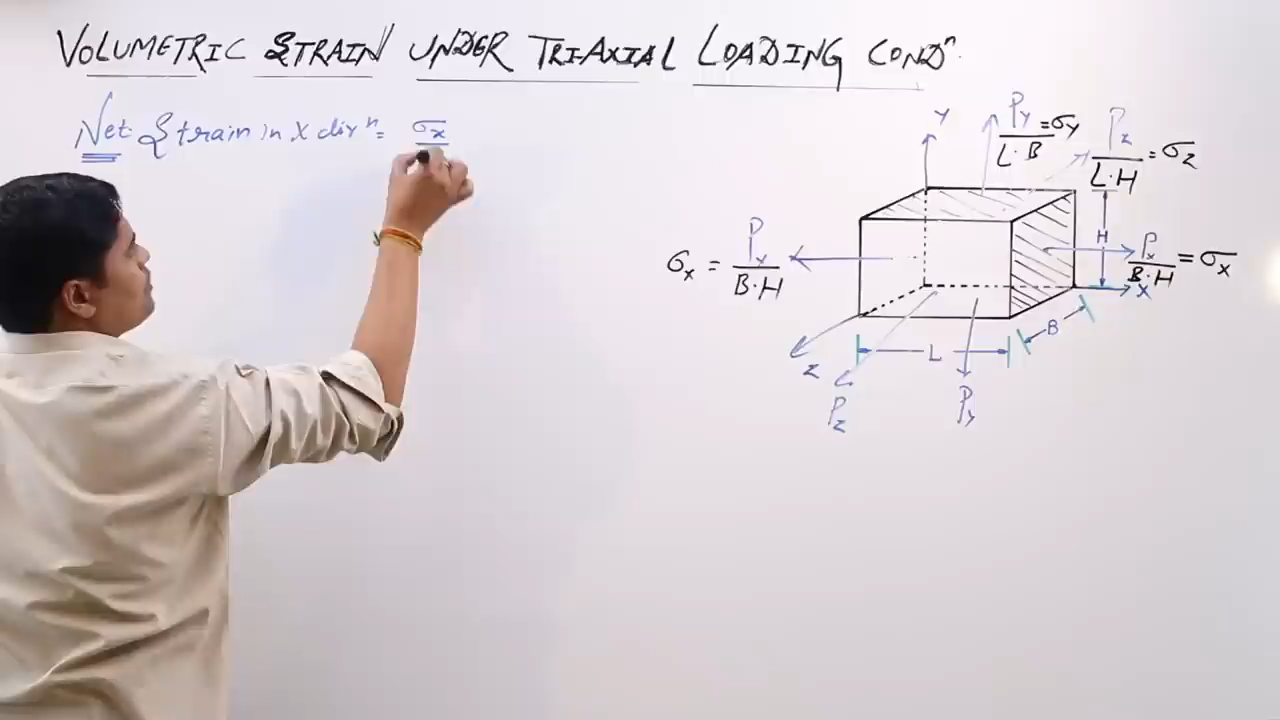 VOLUMETRIC STRAIN UNDER TRIAXIAL LOADING CONDⁿ.
Net Strain in X dirⁿ = σx
Y
Py
L·B
=σy
Pz
L·H
=σz
σx = Px
B·H
H
Px
B·H
=σx
X
B
L
Z
Pz
Py